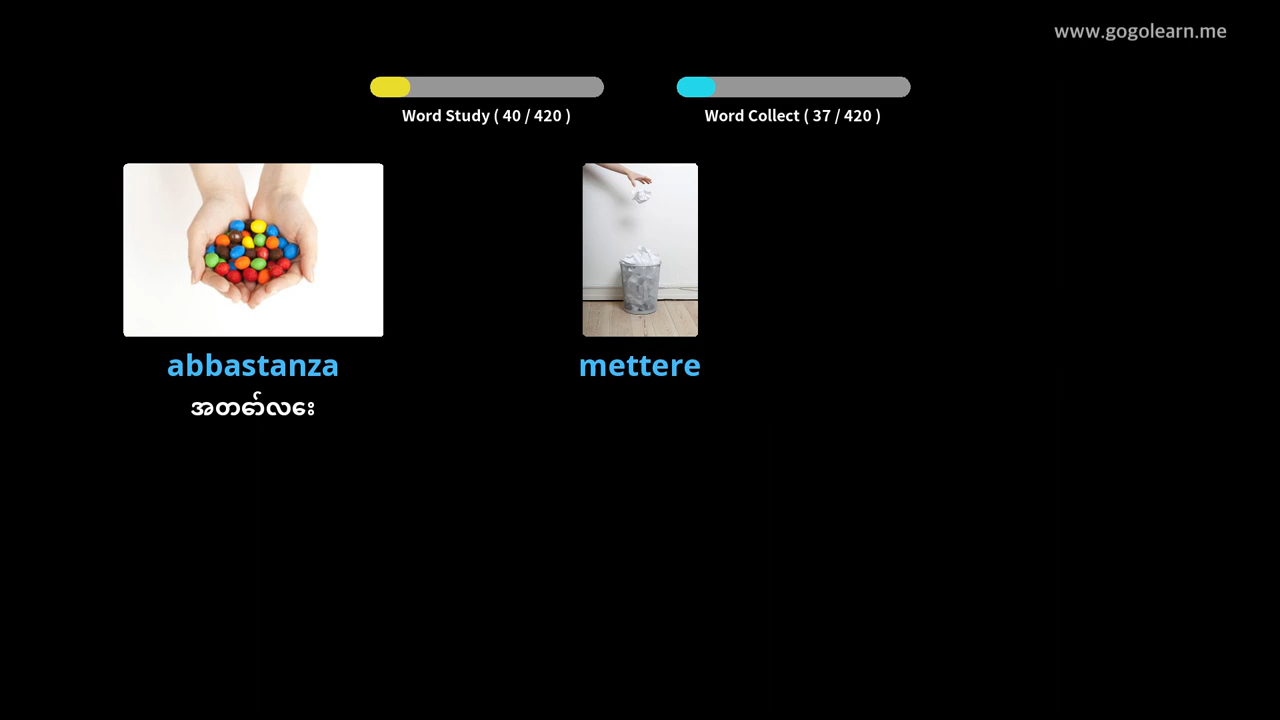 www.gogolearn.me
Word Study ( 40 / 420 )
Word Collect ( 37 / 420 )
abbastanza
mettere
အတော်လေး